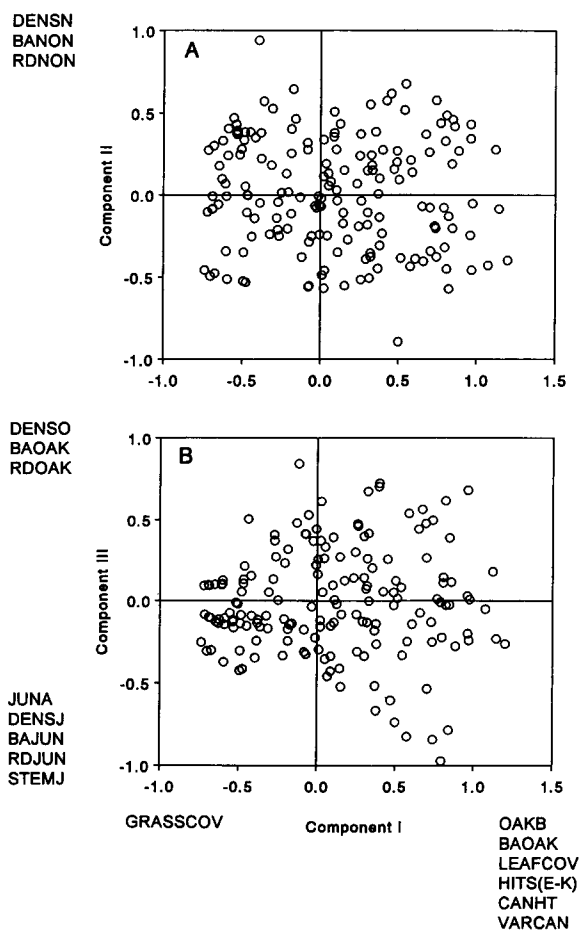 DENSN
BANON
RDNON
A
1.0
0.5
0.0
-0.5
-1.0
Component II
-1.0 -0.5 0.0 0.5 1.0 1.5
DENSO
BAOAK
RDOAK
B
1.0
0.5
0.0
-0.5
-1.0
Component III
JUNA
DENSJ
BAJUN
RDJUN
STEMJ
-1.0 -0.5 0.0 0.5 1.0 1.5
GRASSCOV
Component I
OAKB
BAOAK
LEAFCOV
HITS(E-K)
CANHT
VARCAN